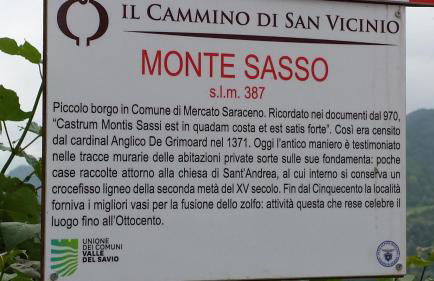 IL CAMMINO DI SAN VICINIO
MONTE SASSO
s.l.m. 387
Piccolo borgo in Comune di Mercato Saraceno. Ricordato nei documenti dal 970,
“Castrum Montis Sassi est in quadam costa et est satis forte”. Così era censito
dal cardinal Anglico De Grimoard nel 1371. Oggi l'antico maniero è testimoniato
nelle tracce murarie delle abitazioni private sorte sulle sue fondamenta: poche
case raccolte attorno alla chiesa di Sant'Andrea, al cui interno si conserva un
crocefisso ligneo della seconda metà del XV secolo. Fin dal Cinquecento la località
forniva i migliori vasi per la fusione dello zolfo: attività questa che rese celebre il
luogo fino all'Ottocento.
UNIONE
DEI COMUNI
VALLE
DEL SAVIO